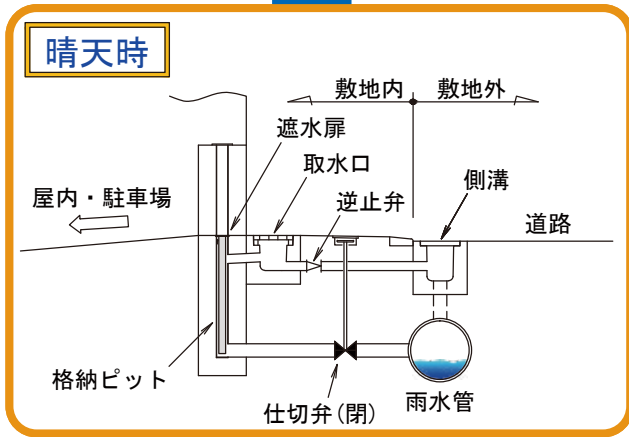 晴天時
敷地内
敷地外
遮水扉
取水口
側溝
屋内・駐車場
逆止弁
道路
格納ピット
仕切弁(閉)
雨水管